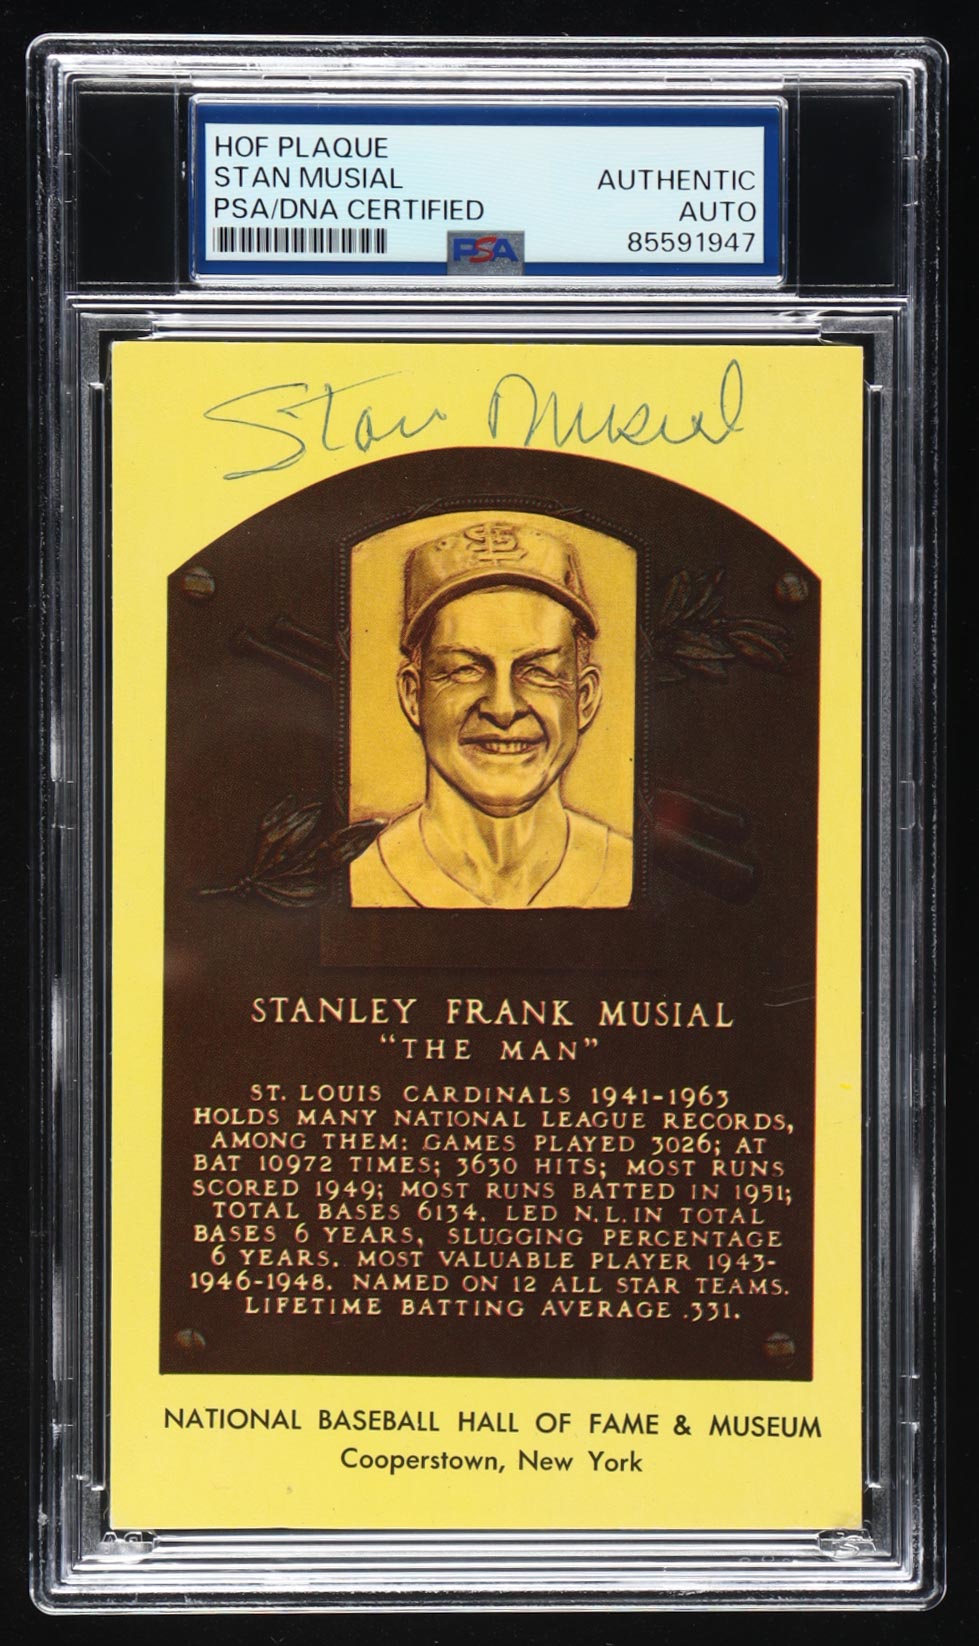 HOF PLAQUE
STAN MUSIAL
PSA/DNA CERTIFIED
AUTHENTIC
AUTO
85591947
PSA
Stan Musial
STL
STANLEY FRANK MUSIAL
"THE MAN"
ST. LOUIS CARDINALS 1941-1963
HOLDS MANY NATIONAL LEAGUE RECORDS,
AMONG THEM: GAMES PLAYED 3026; AT
BAT 10972 TIMES; 3630 HITS; MOST RUNS
SCORED 1949; MOST RUNS BATTED IN 1951;
TOTAL BASES 6134. LED N.L. IN TOTAL
BASES 6 YEARS, SLUGGING PERCENTAGE
6 YEARS. MOST VALUABLE PLAYER 1943-
1946-1948. NAMED ON 12 ALL STAR TEAMS.
LIFETIME BATTING AVERAGE .331.
NATIONAL BASEBALL HALL OF FAME & MUSEUM
Cooperstown, New York